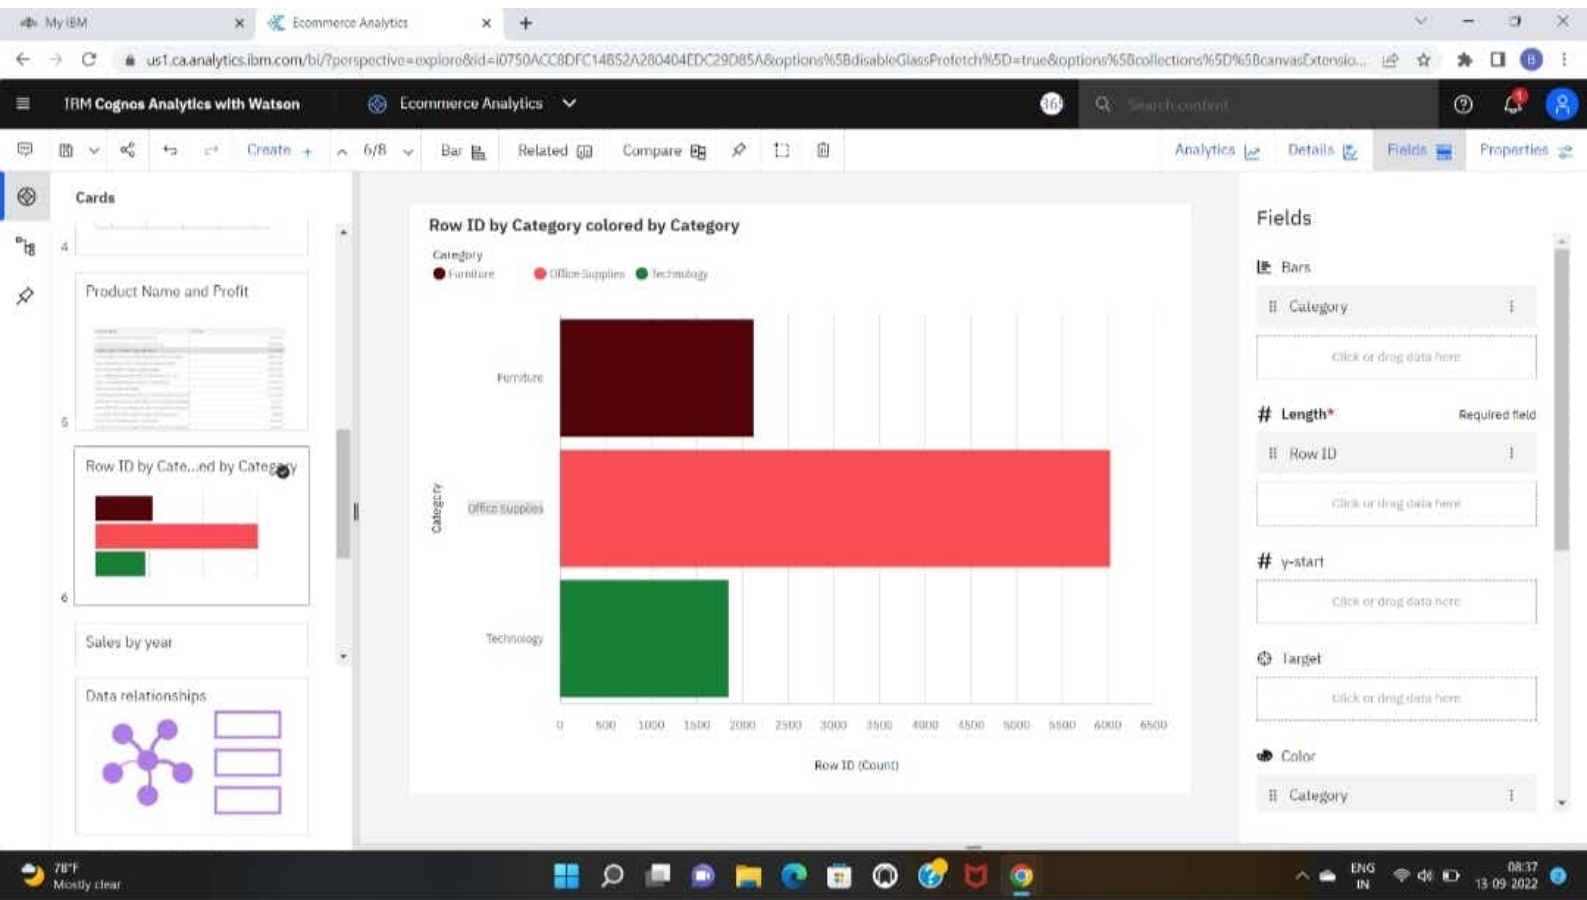 My IBM
Ecommerce Analytics
us1.ca.analytics.ibm.com/bi/?perspective=explore&id=i0750ACC8DFC14B52A280404EDC29D85A&options%5BdisableGlassPrefetch%5D=true&options%5Bcollections%5D%5BcanvasExtensio...
B
IBM Cognos Analytics with Watson
Ecommerce Analytics
Search content
1
Create +
6/8
Bar
Related
Compare
Analytics
Details
Fields
Properties
Cards
4
Product Name and Profit
5
Row ID by Cate...ed by Category
6
Sales by year
Data relationships
Row ID by Category colored by Category
Category
Furniture
Office Supplies
Technology
Category
Furniture
Office Supplies
Technology
0 500 1000 1500 2000 2500 3000 3500 4000 4500 5000 5500 6000 6500
Row ID (Count)
Fields
Bars
Category
Click or drag data here
# Length*
Required field
Row ID
Click or drag data here
# y-start
Click or drag data here
Target
Click or drag data here
Color
Category
78°F
Mostly clear
ENG
IN
08:37
13-09-2022